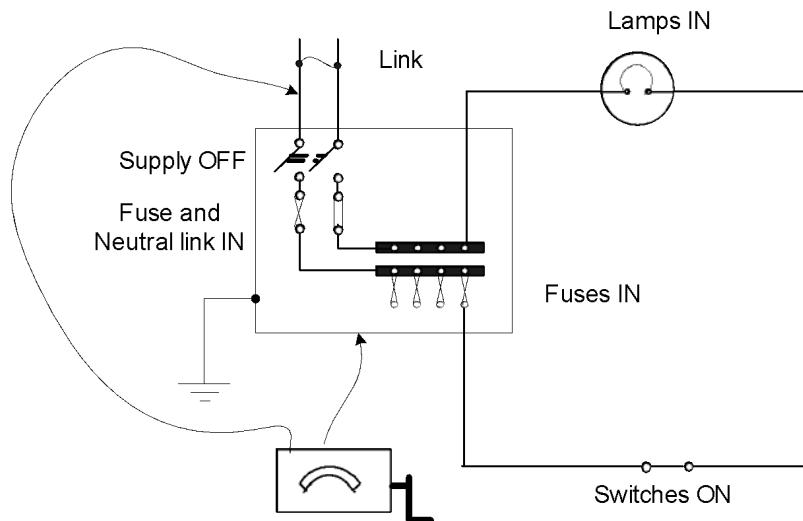 Lamps IN
Link
Supply OFF
Fuse and
Neutral link IN
Fuses IN
Switches ON